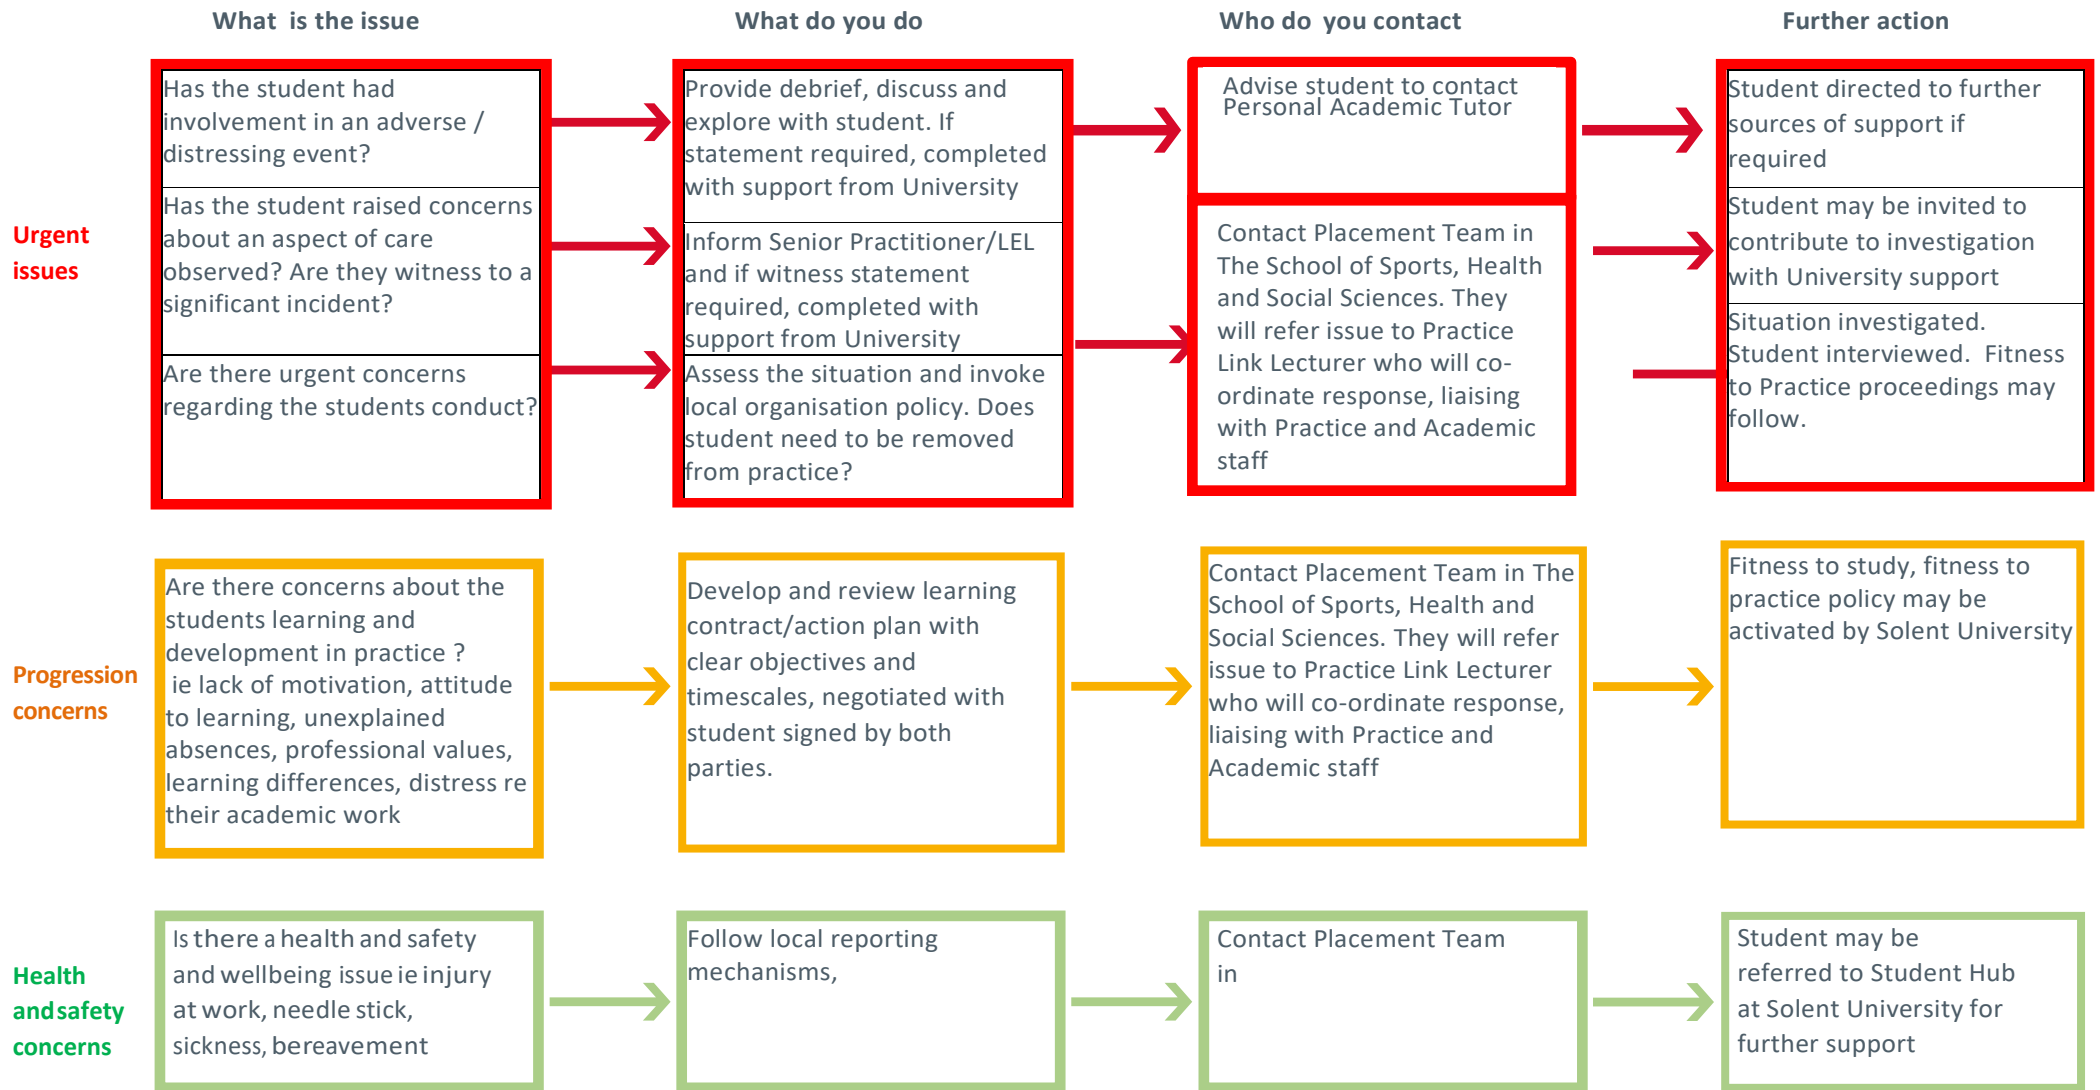 What is the issue
What do you do
Who do you contact
Further action
Urgent
issues
Has the student had
involvement in an adverse /
distressing event?
Has the student raised concerns
about an aspect of care
observed? Are they witness to a
significant incident?
Are there urgent concerns
regarding the students conduct?
Provide debrief, discuss and
explore with student. If
statement required, completed
with support from University
Inform Senior Practitioner/LEL
and if witness statement
required, completed with
support from University
Assess the situation and invoke
local organisation policy. Does
student need to be removed
from practice?
Advise student to contact
Personal Academic Tutor
Contact Placement Team in
The School of Sports, Health
and Social Sciences. They
will refer issue to Practice
Link Lecturer who will co-
ordinate response, liaising
with Practice and Academic
staff
Student directed to further
sources of support if
required
Student may be invited to
contribute to investigation
with University support
Situation investigated.
Student interviewed. Fitness
to Practice proceedings may
follow.
Progression
concerns
Are there concerns about the
students learning and
development in practice ?
ie lack of motivation, attitude
to learning, unexplained
absences, professional values,
learning differences, distress re
their academic work
Develop and review learning
contract/action plan with
clear objectives and
timescales, negotiated with
student signed by both
parties.
Contact Placement Team in The
School of Sports, Health and
Social Sciences. They will refer
issue to Practice Link Lecturer
who will co-ordinate response,
liaising with Practice and
Academic staff
Fitness to study, fitness to
practice policy may be
activated by Solent University
Health
and safety
concerns
Is there a health and safety
and wellbeing issue ie injury
at work, needle stick,
sickness, bereavement
Follow local reporting
mechanisms,
Contact Placement Team
in
Student may be
referred to Student Hub
at Solent University for
further support